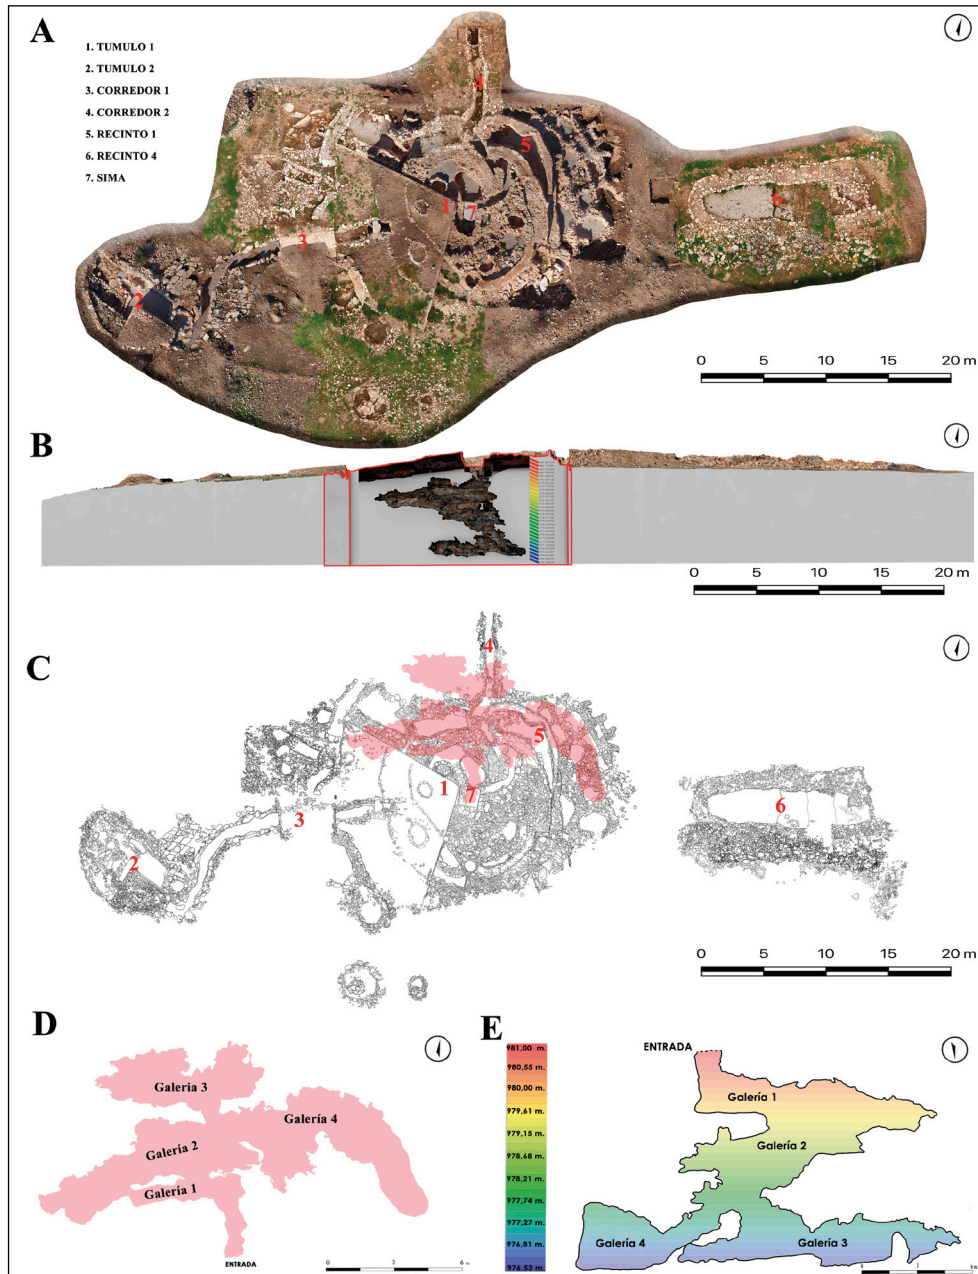 A
1. TUMULO 1
2. TUMULO 2
3. CORREDOR 1
4. CORREDOR 2
5. RECINTO 1
6. RECINTO 4
7. SIMA
4
5
1
7
6
3
2
0 5 10 15 20 m
B
0 5 10 15 20 m
C
4
5
1
7
3
6
2
0 5 10 15 20 m
D
Galeria 3
Galería 4
Galería 2
Galería 1
ENTRADA
0 3 6 m
E
981,00 m.
980,55 m.
980,00 m.
979,61 m.
979,15 m.
978,68 m.
978,21 m.
977,74 m.
977,27 m.
976,81 m.
976,53 m.
ENTRADA
Galería 1
Galería 2
Galería 4
Galería 3